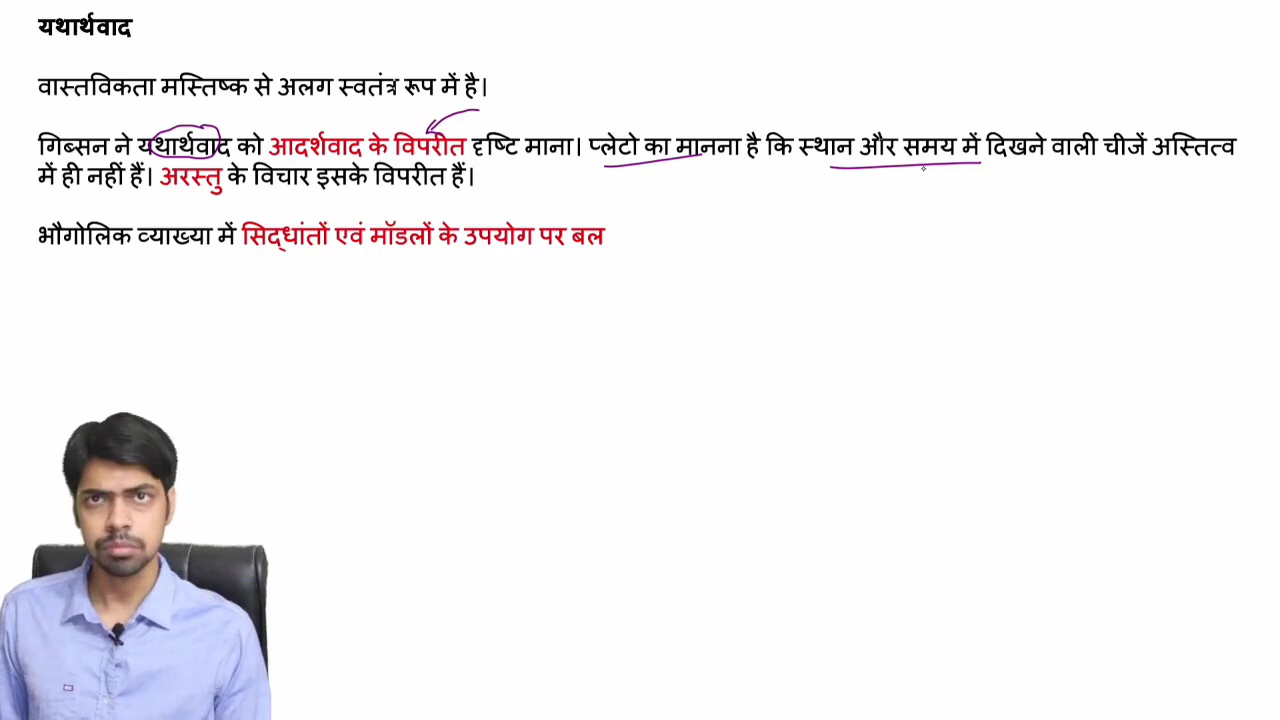 यथार्थवाद
वास्तविकता मस्तिष्क से अलग स्वतंत्र रूप में है।
गिब्सन ने यथार्थवाद को आदर्शवाद के विपरीत दृष्टि माना। प्लेटो का मानना है कि स्थान और समय में दिखने वाली चीजें अस्तित्व
में ही नहीं हैं। अरस्तु के विचार इसके विपरीत हैं।
भौगोलिक व्याख्या में सिद्धांतों एवं मॉडलों के उपयोग पर बल